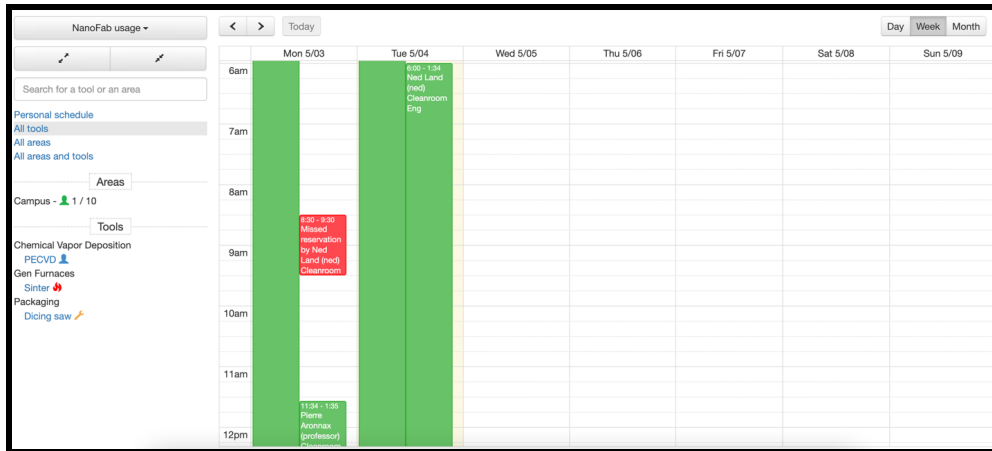 NanoFab usage
Today
Day Week Month
Search for a tool or an area
Personal schedule
All tools
All areas
All areas and tools
Areas
Campus - 1 / 10
Tools
Chemical Vapor Deposition
PECVD
Gen Furnaces
Sinter
Packaging
Dicing saw
Mon 5/03 Tue 5/04 Wed 5/05 Thu 5/06 Fri 5/07 Sat 5/08 Sun 5/09
6am
7am
8am
9am
10am
11am
12pm
6:00 - 1:34
Ned Land
(ned)
Cleanroom
Eng
8:30 - 9:30
Missed
reservation
by Ned
Land (ned)
Cleanroom
11:34 - 1:35
Pierre
Aronnax
(professor)
Cleanroom